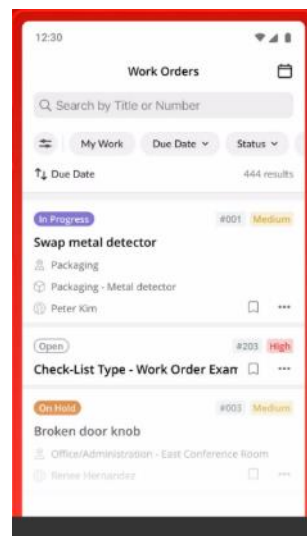 12:30
Work Orders
Search by Title or Number
My Work Due Date Status
Due Date 444 results
In Progress #001 Medium
Swap metal detector
Packaging
Packaging - Metal detector
Peter Kim
Open #203 High
Check-List Type - Work Order Exam
On Hold #003 Medium
Broken door knob
Office/Administration - East Conference Room
Renee Hernandez